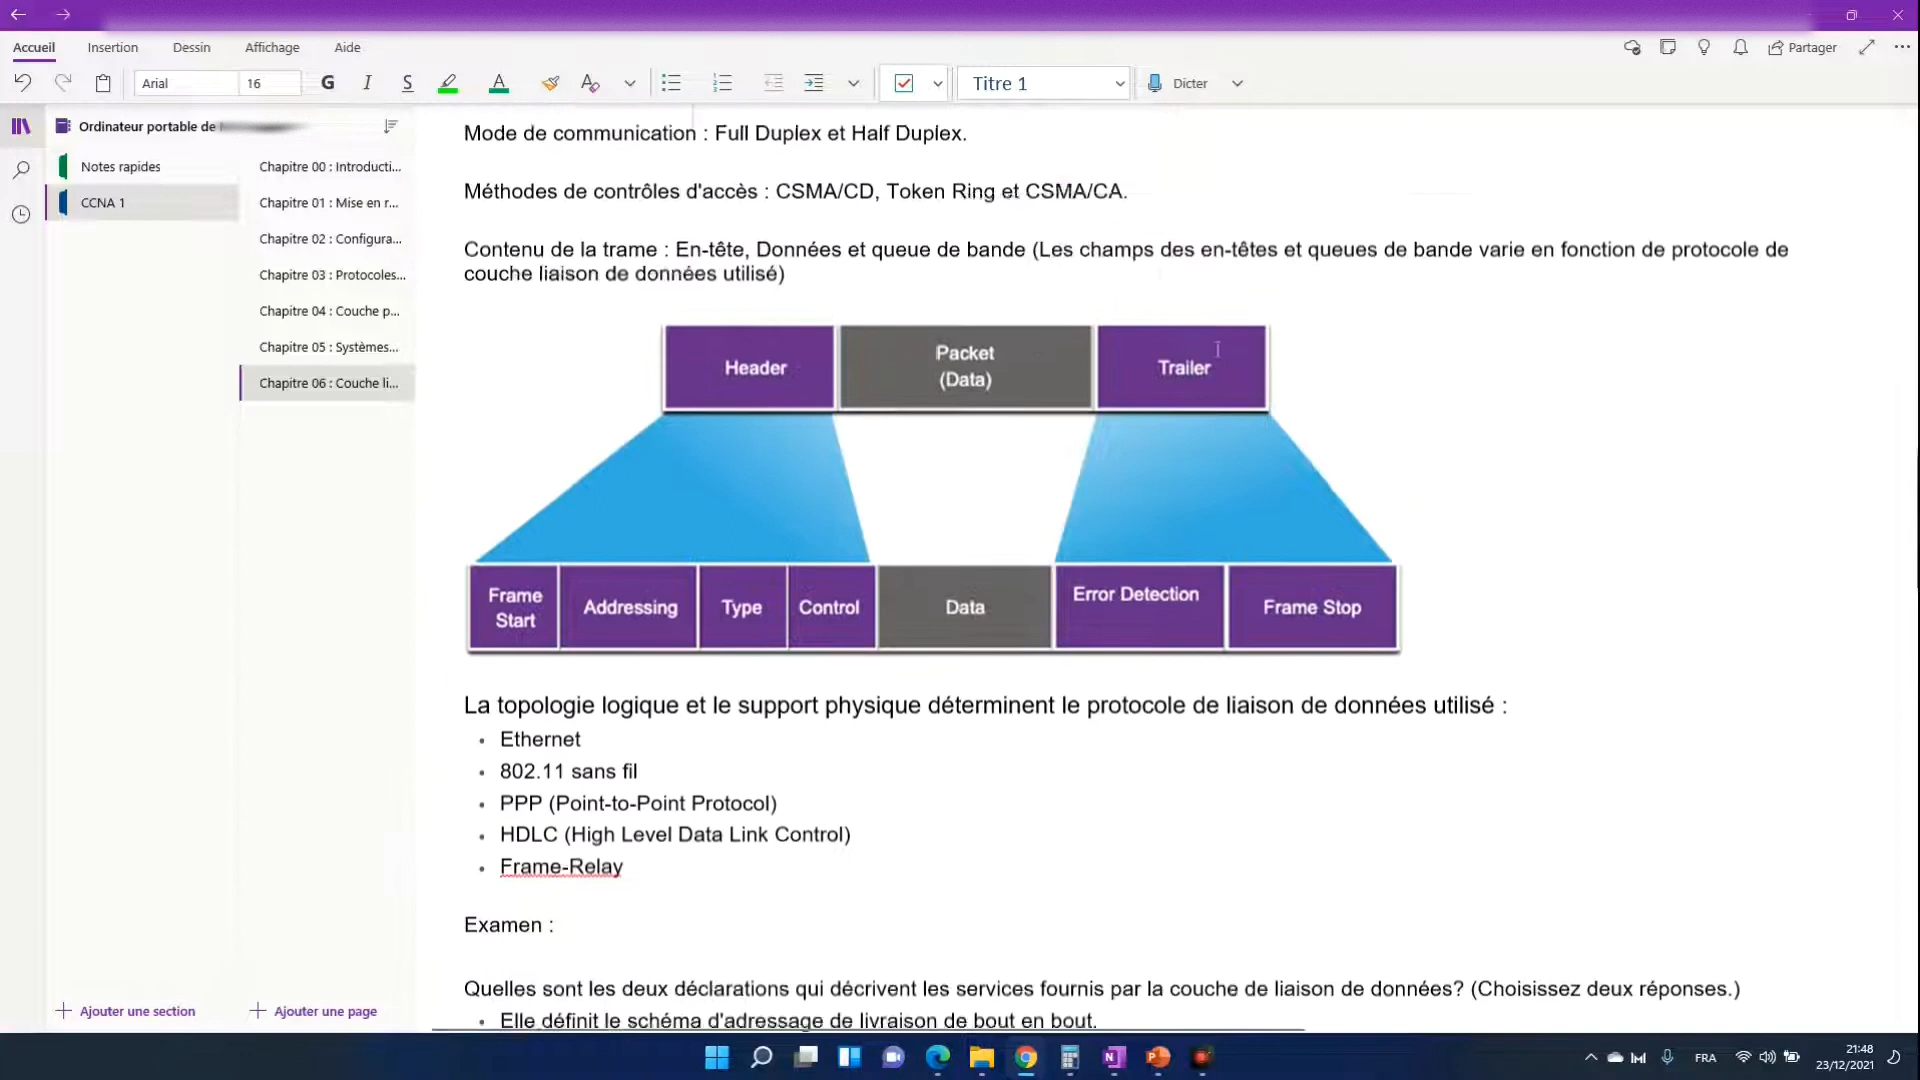 Accueil
Insertion
Dessin
Affichage
Aide
Partager
Arial
16
G
I
S
A
Titre 1
Dicter
Ordinateur portable de
Notes rapides
CCNA 1
Chapitre 00 : Introducti...
Chapitre 01 : Mise en r...
Chapitre 02 : Configura...
Chapitre 03 : Protocoles...
Chapitre 04 : Couche p...
Chapitre 05 : Systèmes...
Chapitre 06 : Couche li...
Ajouter une section
Ajouter une page
Mode de communication : Full Duplex et Half Duplex.
Méthodes de contrôles d'accès : CSMA/CD, Token Ring et CSMA/CA.
Contenu de la trame : En-tête, Données et queue de bande (Les champs des en-têtes et queues de bande varie en fonction de protocole de
couche liaison de données utilisé)
Header
Packet
(Data)
Trailer
Frame
Start
Addressing
Type
Control
Data
Error Detection
Frame Stop
La topologie logique et le support physique déterminent le protocole de liaison de données utilisé :
• Ethernet
• 802.11 sans fil
• PPP (Point-to-Point Protocol)
• HDLC (High Level Data Link Control)
• Frame-Relay
Examen :
Quelles sont les deux déclarations qui décrivent les services fournis par la couche de liaison de données? (Choisissez deux réponses.)
• Elle définit le schéma d'adressage de livraison de bout en bout.
FRA
21:48
23/12/2021